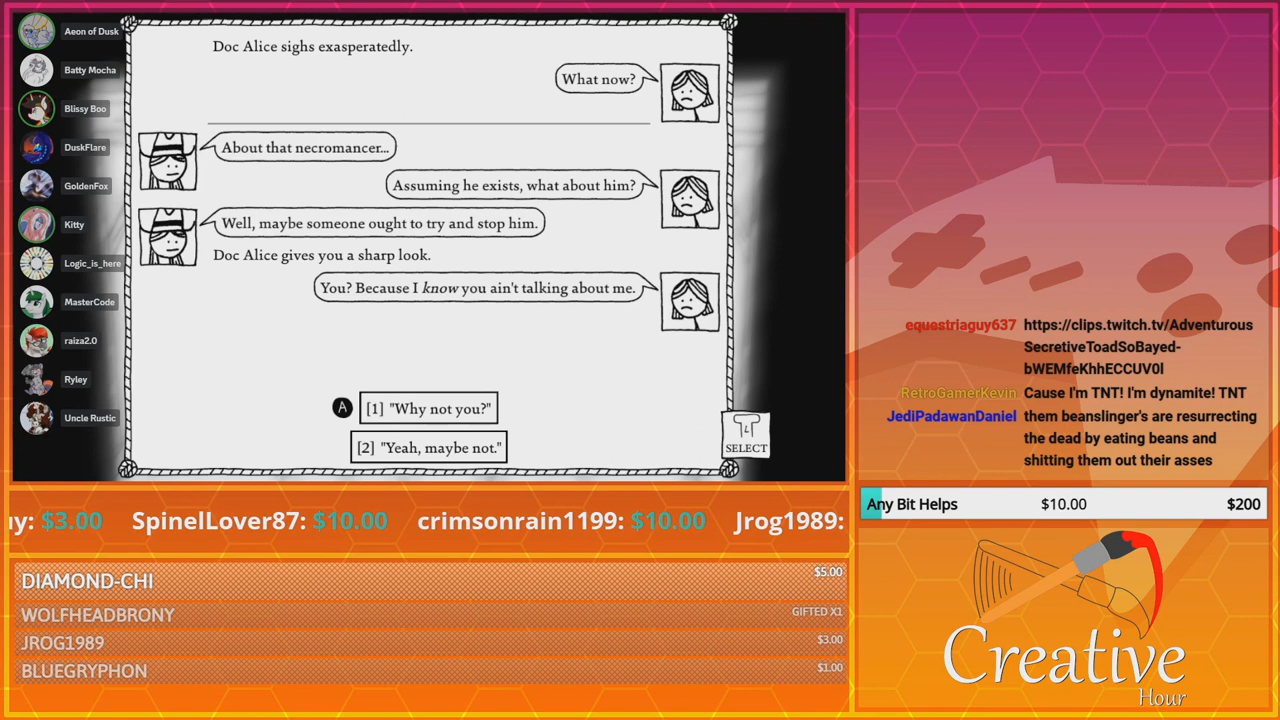 Aeon of Dusk
Batty Mocha
Blissy Boo
DuskFlare
GoldenFox
Kitty
Logic_is_here
MasterCode
raiza2.0
Ryley
Uncle Rustic
Doc Alice sighs exasperatedly.
What now?
About that necromancer...
Assuming he exists, what about him?
Well, maybe someone ought to try and stop him.
Doc Alice gives you a sharp look.
You? Because I know you ain't talking about me.
A [1] "Why not you?"
[2] "Yeah, maybe not."
SELECT
equestriaguy637 https://clips.twitch.tv/Adventurous
SecretiveToadSoBayed-
bWEMfeKhhECCUV0l
RetroGamerKevin Cause I'm TNT! I'm dynamite! TNT
JediPadawanDaniel them beanslinger's are resurrecting
the dead by eating beans and
shitting them out their asses
Any Bit Helps $10.00 $200
uy: $3.00 SpinelLover87: $10.00 crimsonrain1199: $10.00 Jrog1989:
DIAMOND-CHI $5.00
WOLFHEADBRONY GIFTED X1
JROG1989 $3.00
BLUEGRYPHON $1.00
Creative
Hour